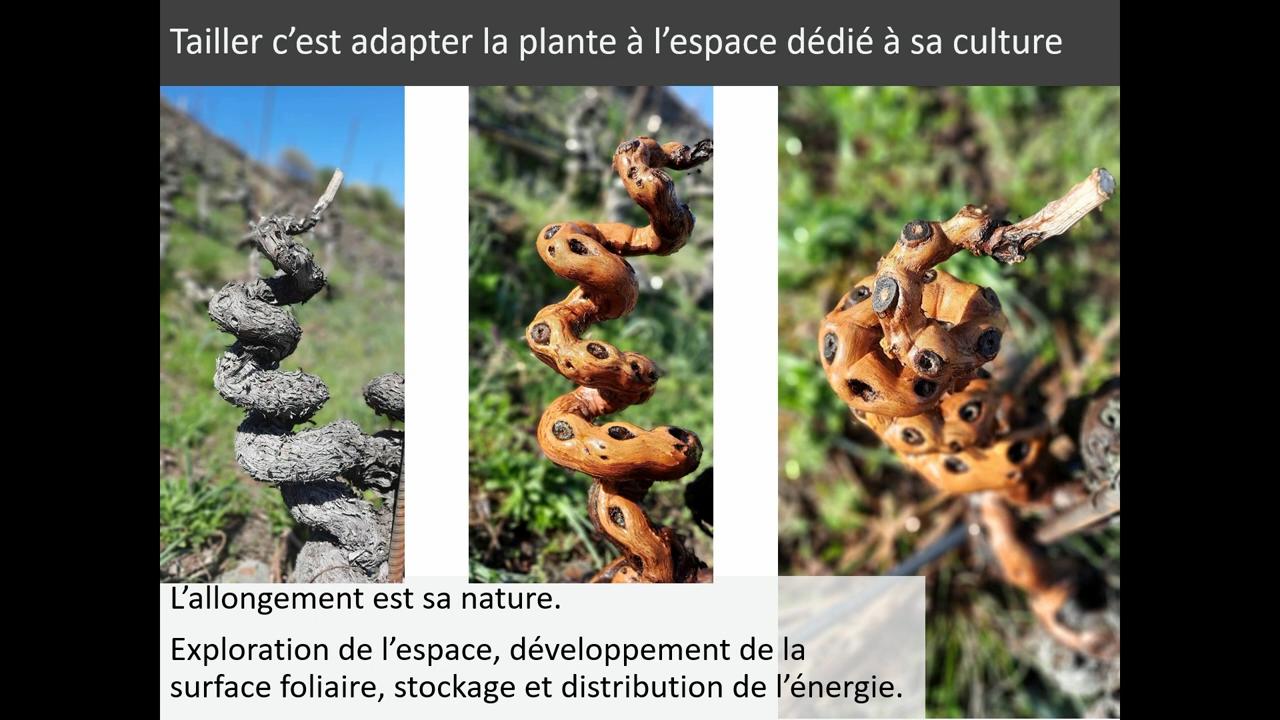 Tailler c’est adapter la plante à l’espace dédié à sa culture
L’allongement est sa nature.
Exploration de l’espace, développement de la
surface foliaire, stockage et distribution de l’énergie.